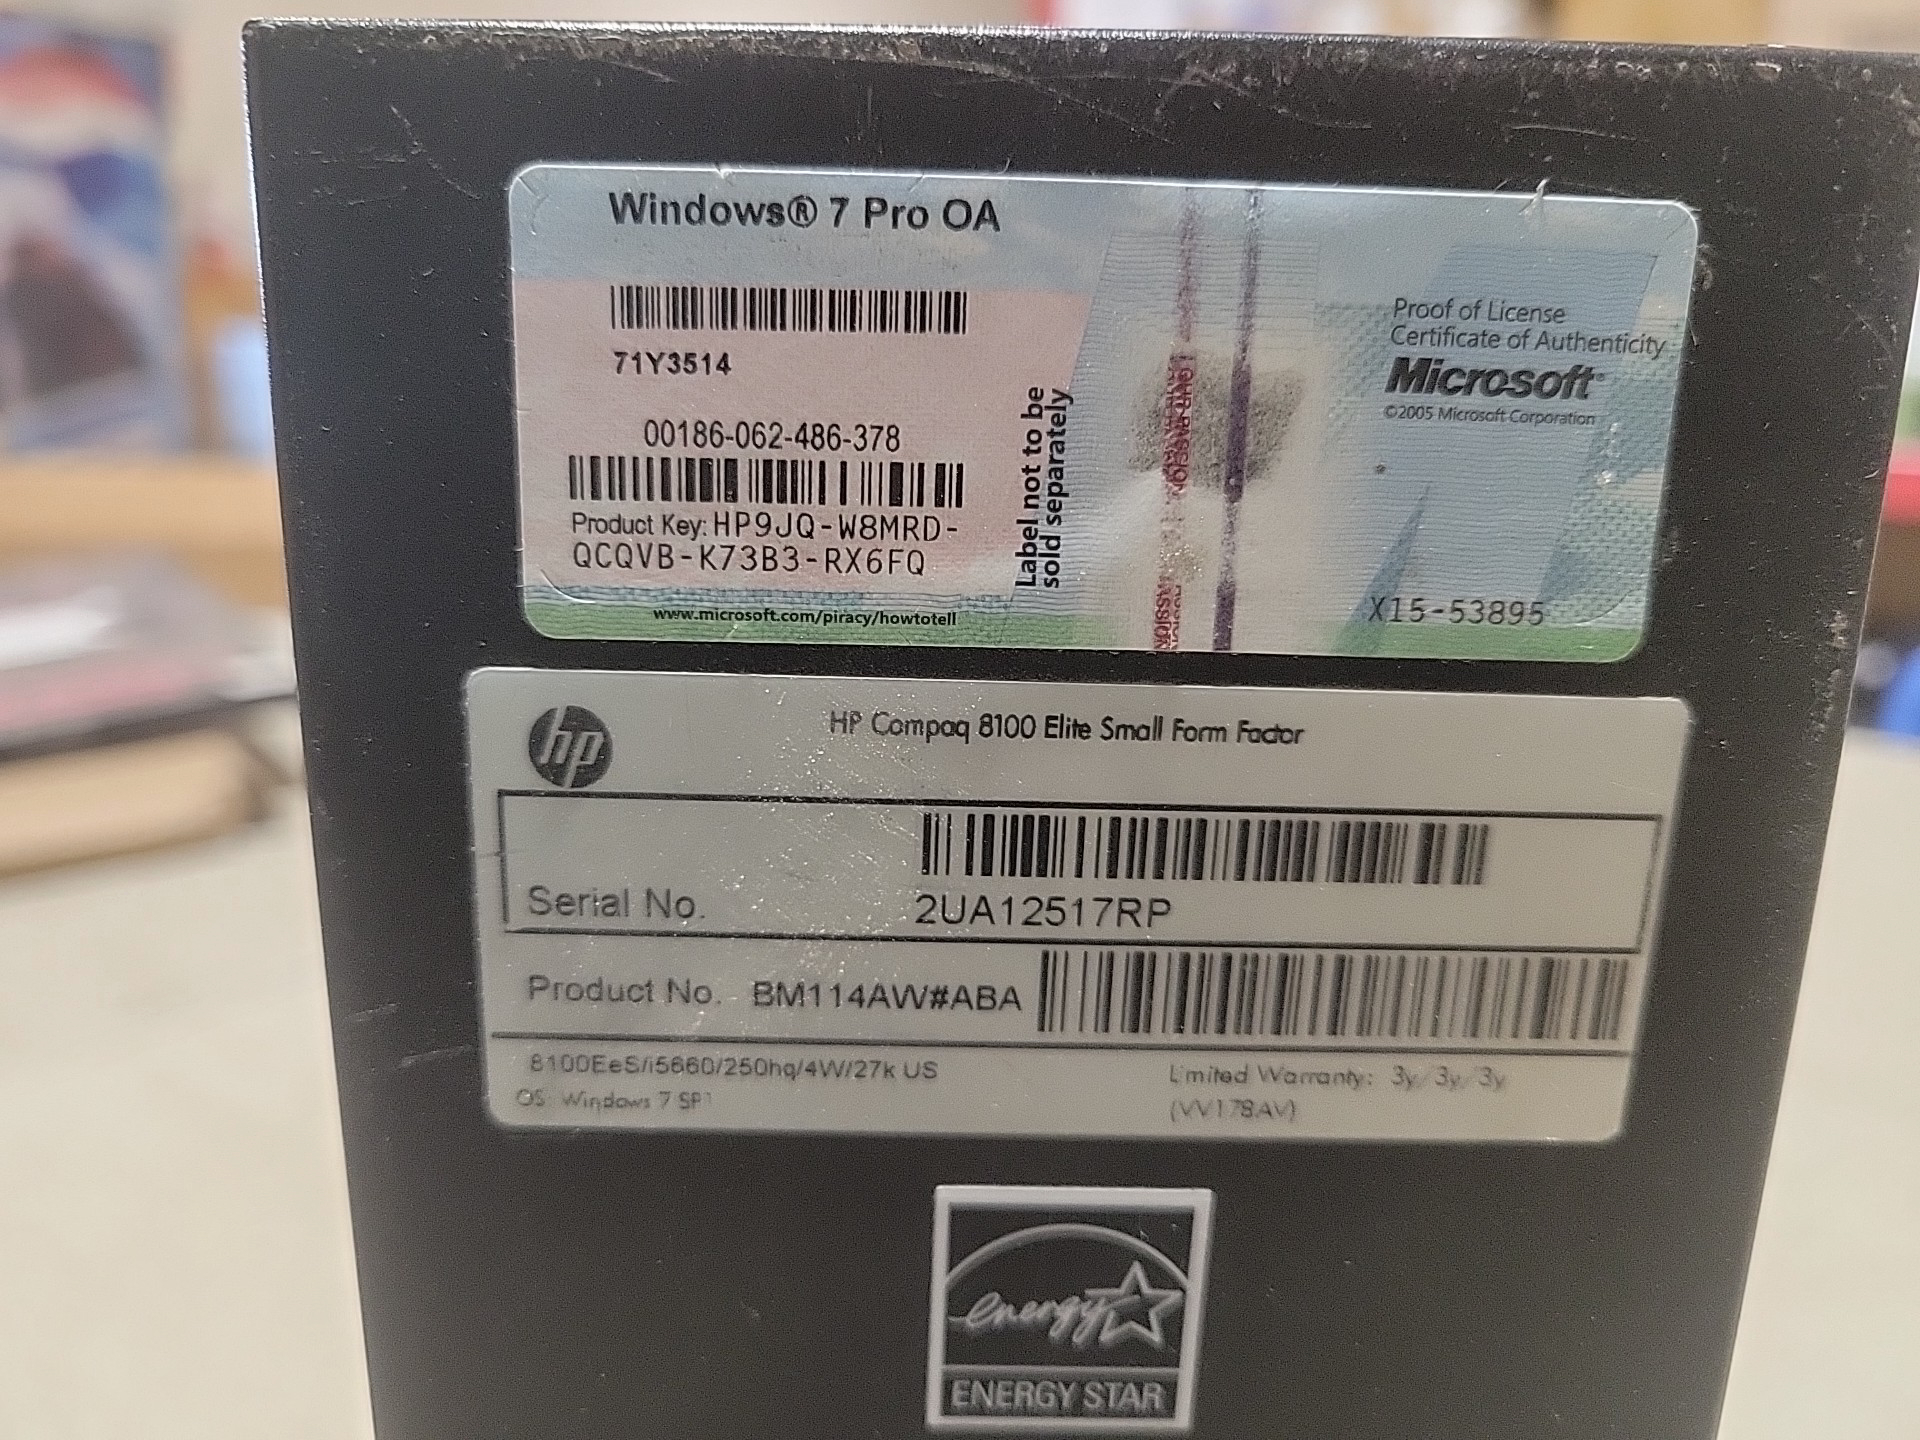 Windows® 7 Pro OA
71Y3514
00186-062-486-378
Product Key: HP9JQ-W8MRD-
QCQVB-K73B3-RX6FQ
www.microsoft.com/piracy/howtotell
Label not to be
sold separately
Proof of License
Certificate of Authenticity
Microsoft
©2005 Microsoft Corporation
X15-53895
hp
HP Compaq 8100 Elite Small Form Factor
Serial No.
2UA12517RP
Product No. BM114AW#ABA
8100EeS/i5660/250hq/4W/27k US
OS: Windows 7 SP1
Limited Warranty: 3y/3y/3y
(VV178AV)
energy
ENERGY STAR